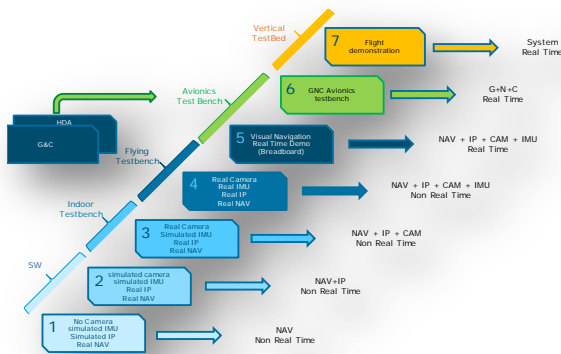 Vertical
TestBed
7
Flight
demonstration
System
Real Time
Avionics
Test Bench
6
GNC Avionics
testbench
G+N+C
Real Time
HDA
G&C
Flying
Testbench
5
Visual Navigation
Real Time Demo
(Breadboard)
NAV + IP + CAM + IMU
Real Time
4
Real Camera
Real IMU
Real IP
Real NAV
NAV + IP + CAM + IMU
Non Real Time
Indoor
Testbench
3
Real Camera
Simulated IMU
Real IP
Real NAV
NAV + IP + CAM
Non Real Time
SW
2
simulated camera
simulated IMU
Real IP
Real NAV
NAV+IP
Non Real Time
1
No Camera
simulated IMU
Simulated IP
Real NAV
NAV
Non Real Time